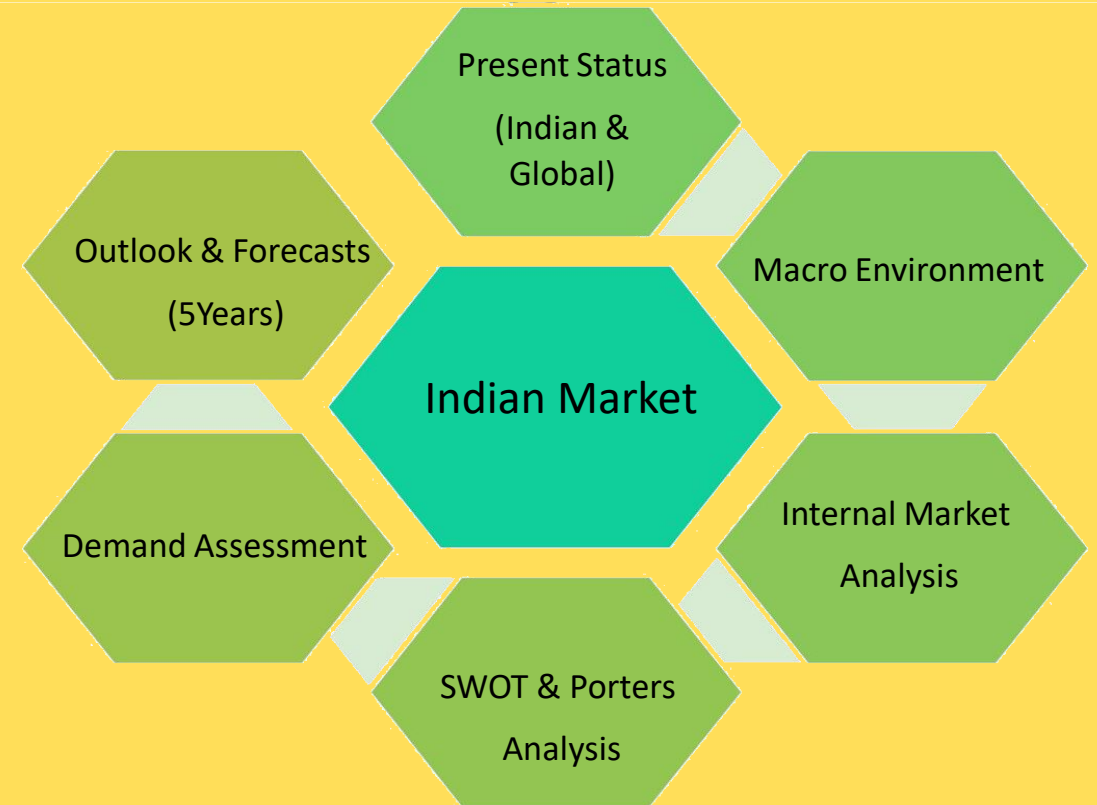 Present Status
(Indian &
Global)
Macro Environment
Internal Market
Analysis
SWOT & Porters
Analysis
Demand Assessment
Outlook & Forecasts
(5Years)
Indian Market